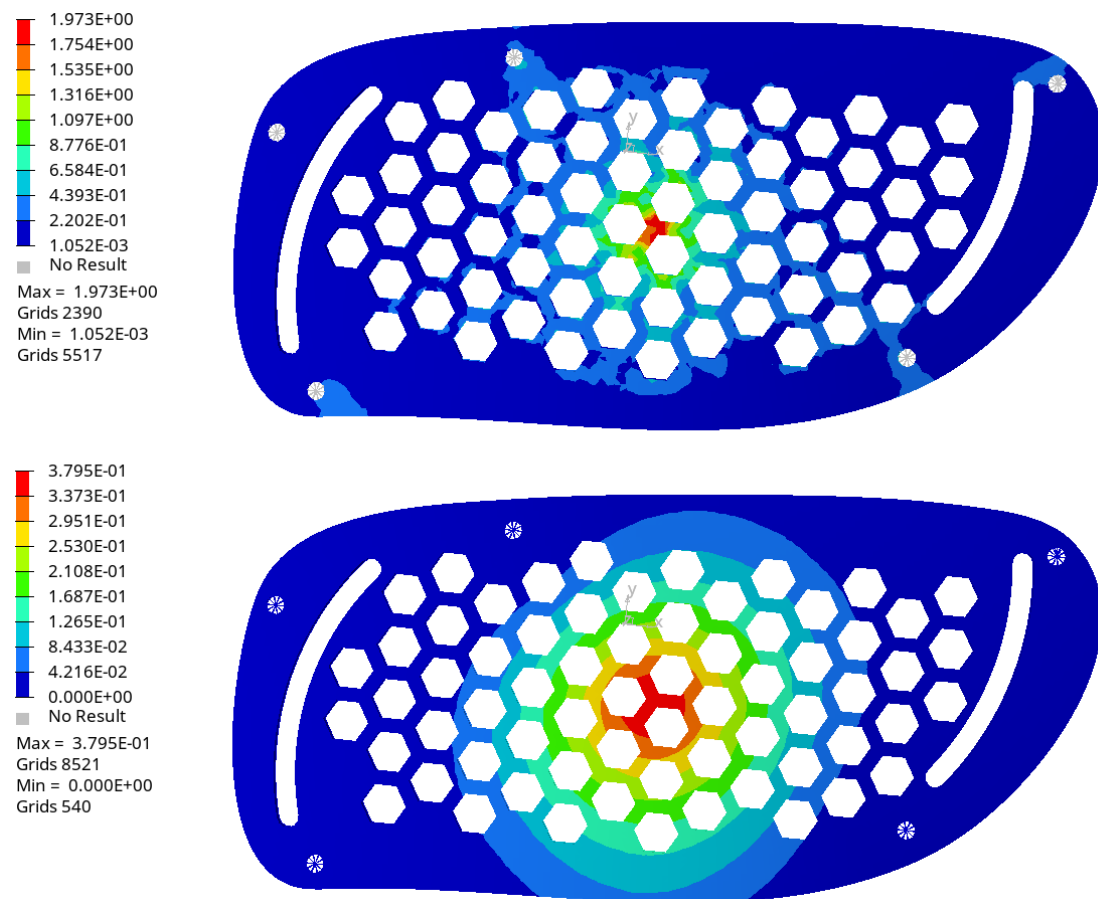 1.973E+00
1.754E+00
1.535E+00
1.316E+00
1.097E+00
8.776E-01
6.584E-01
4.393E-01
2.202E-01
1.052E-03
No Result
Max = 1.973E+00
Grids 2390
Min = 1.052E-03
Grids 5517
y
x
3.795E-01
3.373E-01
2.951E-01
2.530E-01
2.108E-01
1.687E-01
1.265E-01
8.433E-02
4.216E-02
0.000E+00
No Result
Max = 3.795E-01
Grids 8521
Min = 0.000E+00
Grids 540
y
x